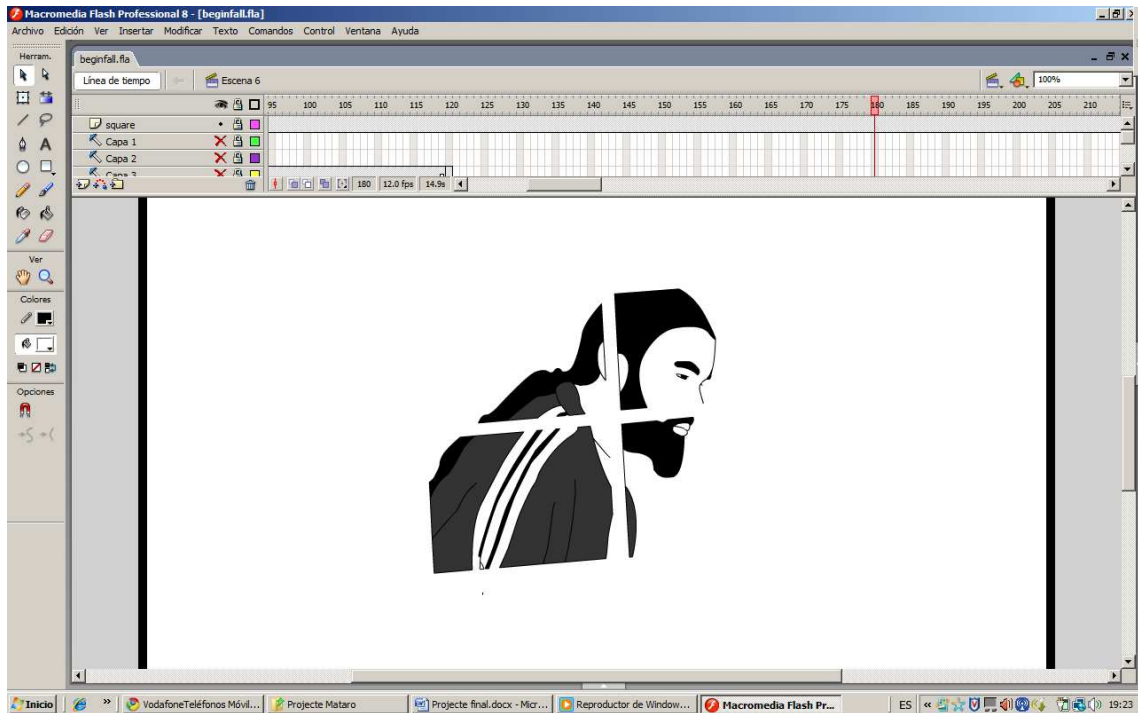 Macromedia Flash Professional 8 - [beginfall.fla]
Archivo Edición Ver Insertar Modificar Texto Comandos Control Ventana Ayuda
Herram.
beginfall.fla
Línea de tiempo Escena 6 100%
95 100 105 110 115 120 125 130 135 140 145 150 155 160 165 170 175 180 185 190 195 200 205 210
square
Capa 1
Capa 2
Capa 3
180 12.0 fps 14.9s
Ver
Colores
Opciones
Inicio » VodafoneTeléfonos Móvil... Projecte Mataro Projecte final.docx - Micr... Reproductor de Window... Macromedia Flash Pr... ES « 19:23